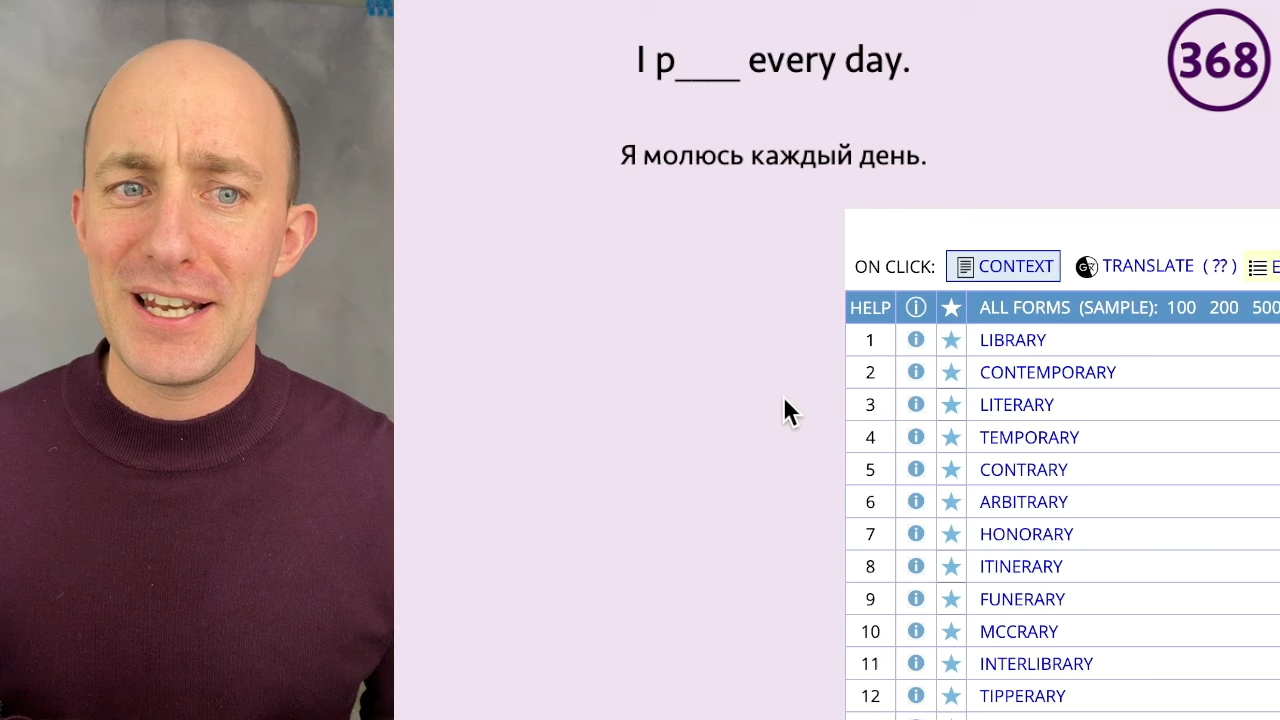 I p____ every day.
368
Я молюсь каждый день.
ON CLICK: CONTEXT TRANSLATE ( ?? ) E
HELP ALL FORMS (SAMPLE): 100 200 500
1 LIBRARY
2 CONTEMPORARY
3 LITERARY
4 TEMPORARY
5 CONTRARY
6 ARBITRARY
7 HONORARY
8 ITINERARY
9 FUNERARY
10 MCCRARY
11 INTERLIBRARY
12 TIPPERARY